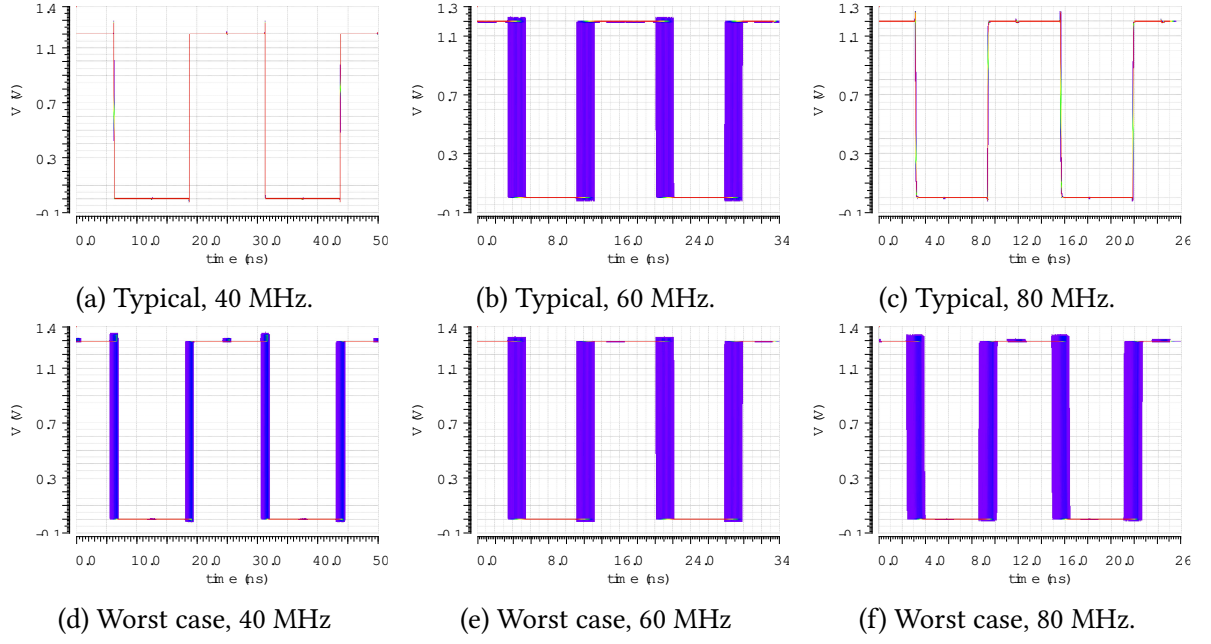 1.4 1.3 1.3
1.1 1.1 1.1
V (V) V (V) V (V)
0.7 0.7 0.7
0.3 0.3 0.3
-0.1 -0.1 -0.1
0.0 10.0 20.0 30.0 50 0.0 8.0 16.0 24.0 34 0.0 4.0 8.0 12.0 16.0 20.0 26
time (ns) time (ns) time (ns)
(a) Typical, 40 MHz. (b) Typical, 60 MHz. (c) Typical, 80 MHz.
1.4 1.4 1.4
1.1 1.1 1.1
V (V) V (V) V (V)
0.7 0.7 0.7
0.3 0.3 0.3
-0.1 -0.1 -0.1
0.0 10.0 20.0 30.0 50 0.0 8.0 16.0 24.0 34 0.0 4.0 8.0 12.0 16.0 20.0 26
time (ns) time (ns) time (ns)
(d) Worst case, 40 MHz (e) Worst case, 60 MHz (f) Worst case, 80 MHz.